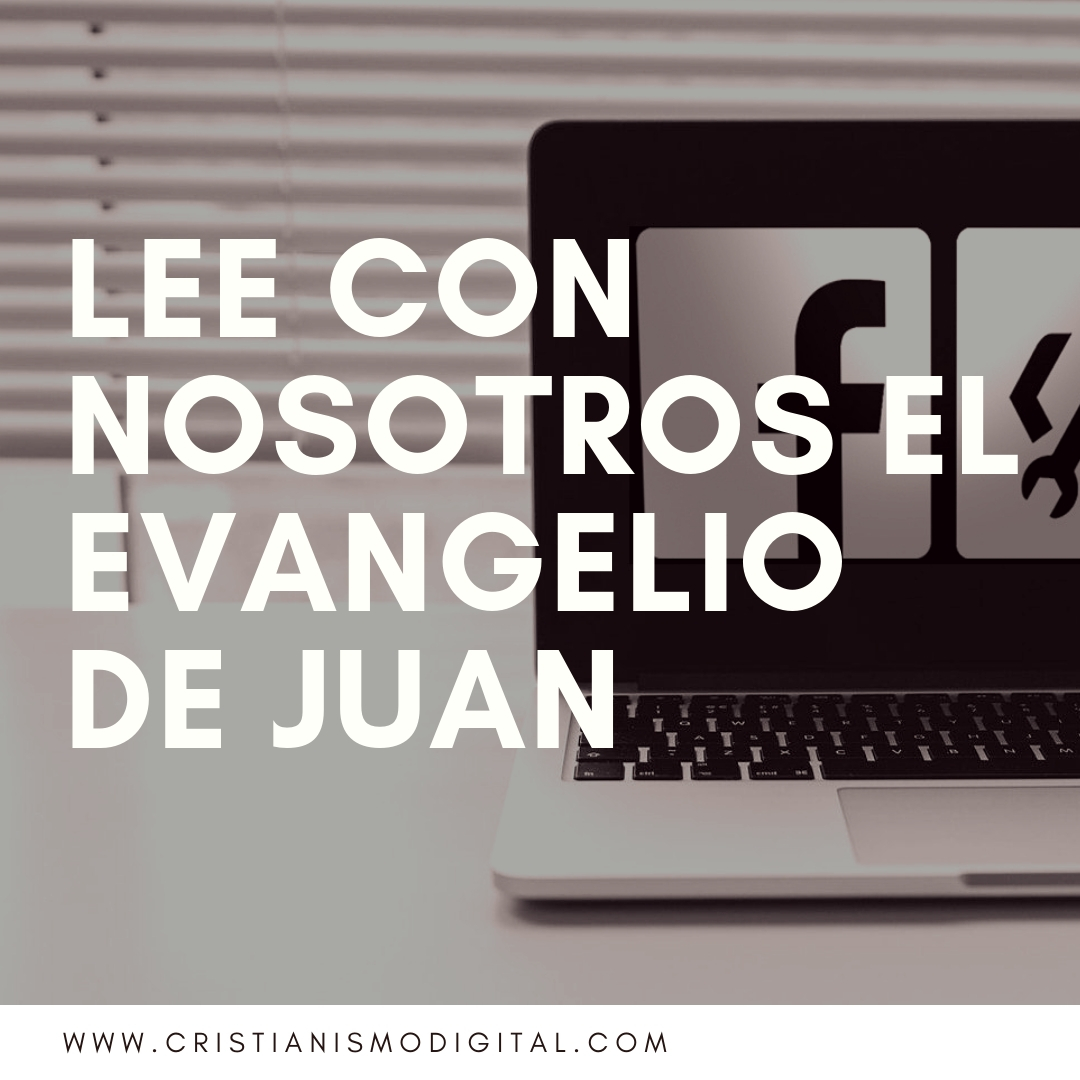 LEE CON
NOSOTROS EL
EVANGELIO
DE JUAN
WWW.CRISTIANISMODIGITAL.COM